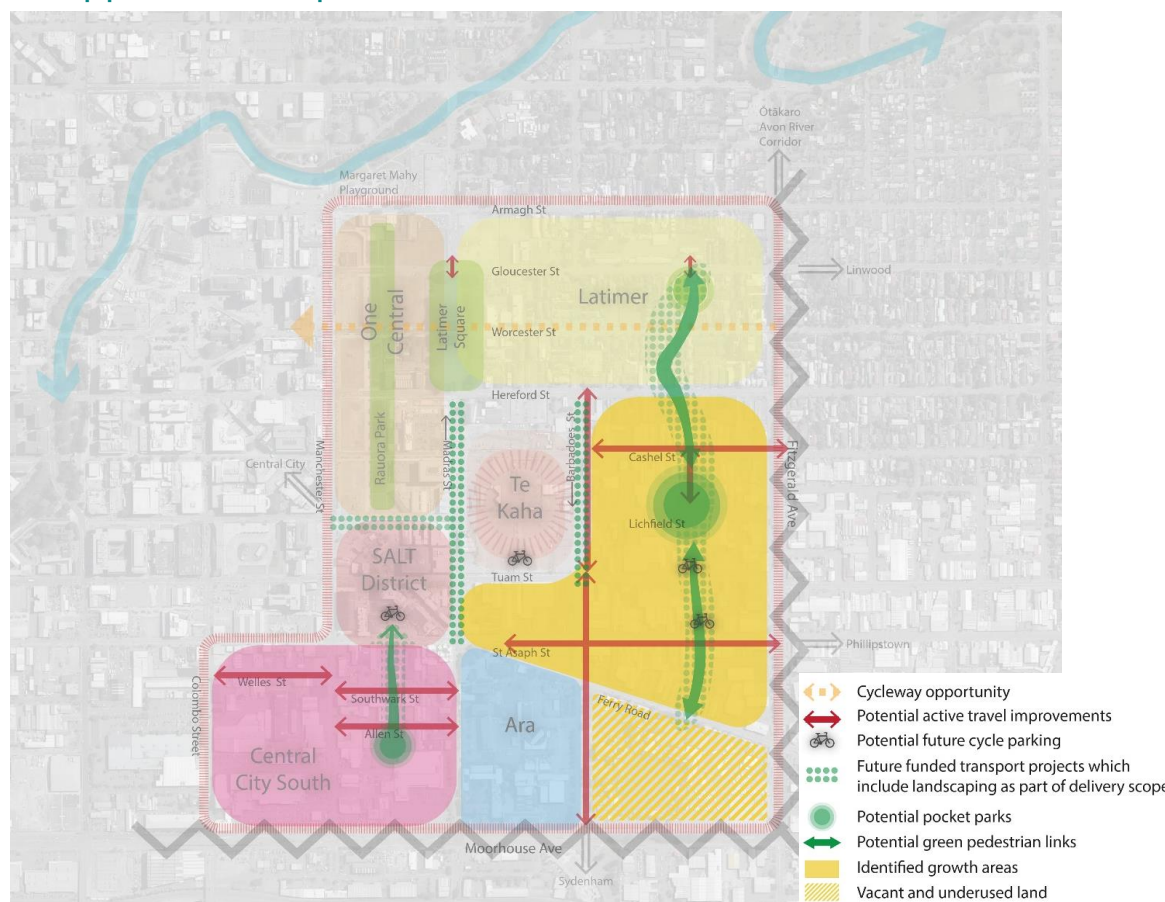 Ōtākaro
Avon River
Corridor
Margaret Mahy
Playground
Armagh St
Gloucester St
Linwood
Latimer
One
Central
Latimer
Square
Worcester St
Hereford St
Rauora Park
Manchester St
Madras St
Barbadoes St
Cashel St
Fitzgerald Ave
Central City
Te
Kaha
Lichfield St
SALT
District
Tuam St
St Asaph St
Phillipstown
Welles St
Southwark St
Colombo Street
Allen St
Ferry Road
Ara
Central
City South
Moorhouse Ave
Sydenham
Cycleway opportunity
Potential active travel improvements
Potential future cycle parking
Future funded transport projects which
include landscaping as part of delivery scope
Potential pocket parks
Potential green pedestrian links
Identified growth areas
Vacant and underused land